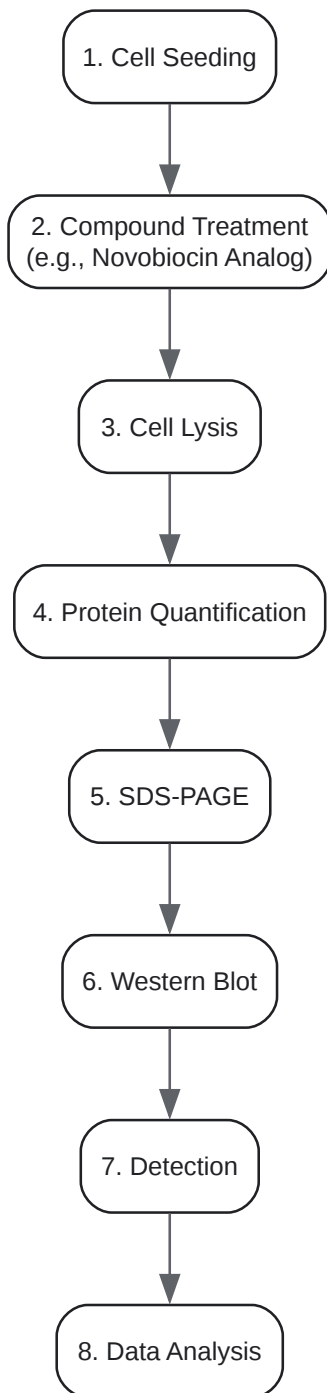 1. Cell Seeding
2. Compound Treatment
(e.g., Novobiocin Analog)
3. Cell Lysis
4. Protein Quantification
5. SDS-PAGE
6. Western Blot
7. Detection
8. Data Analysis